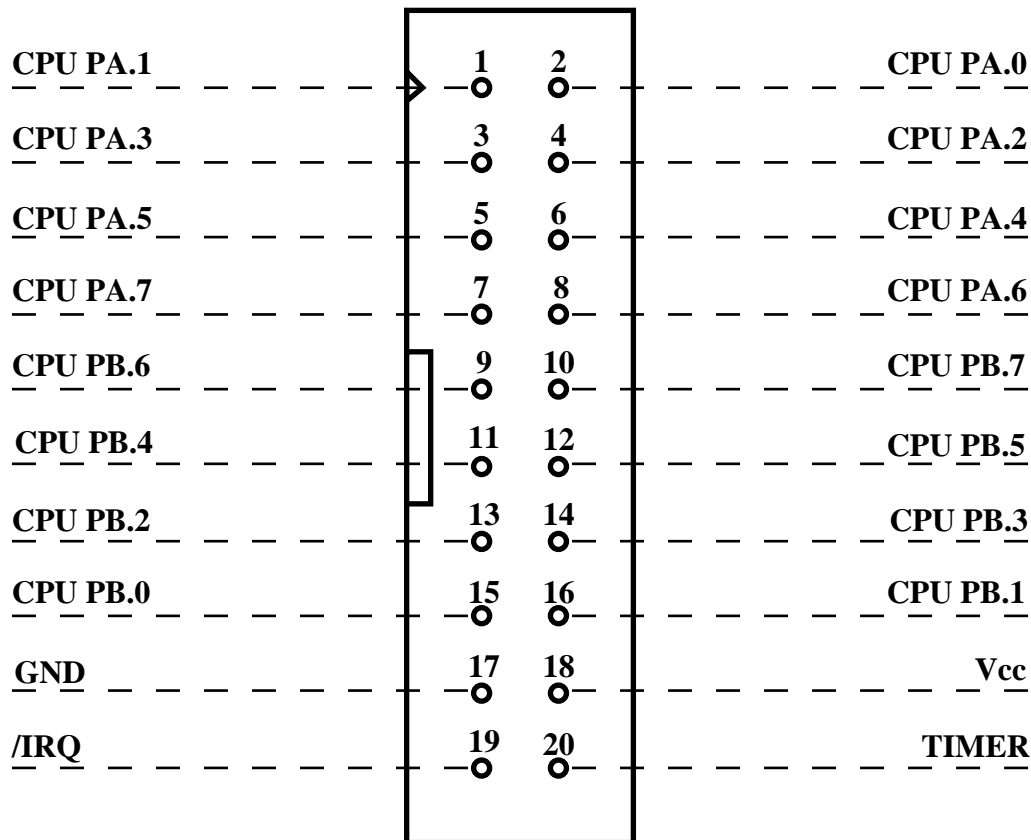 CPU PA.1 1 2 CPU PA.0
CPU PA.3 3 4 CPU PA.2
CPU PA.5 5 6 CPU PA.4
CPU PA.7 7 8 CPU PA.6
CPU PB.6 9 10 CPU PB.7
CPU PB.4 11 12 CPU PB.5
CPU PB.2 13 14 CPU PB.3
CPU PB.0 15 16 CPU PB.1
GND 17 18 Vcc
/IRQ 19 20 TIMER